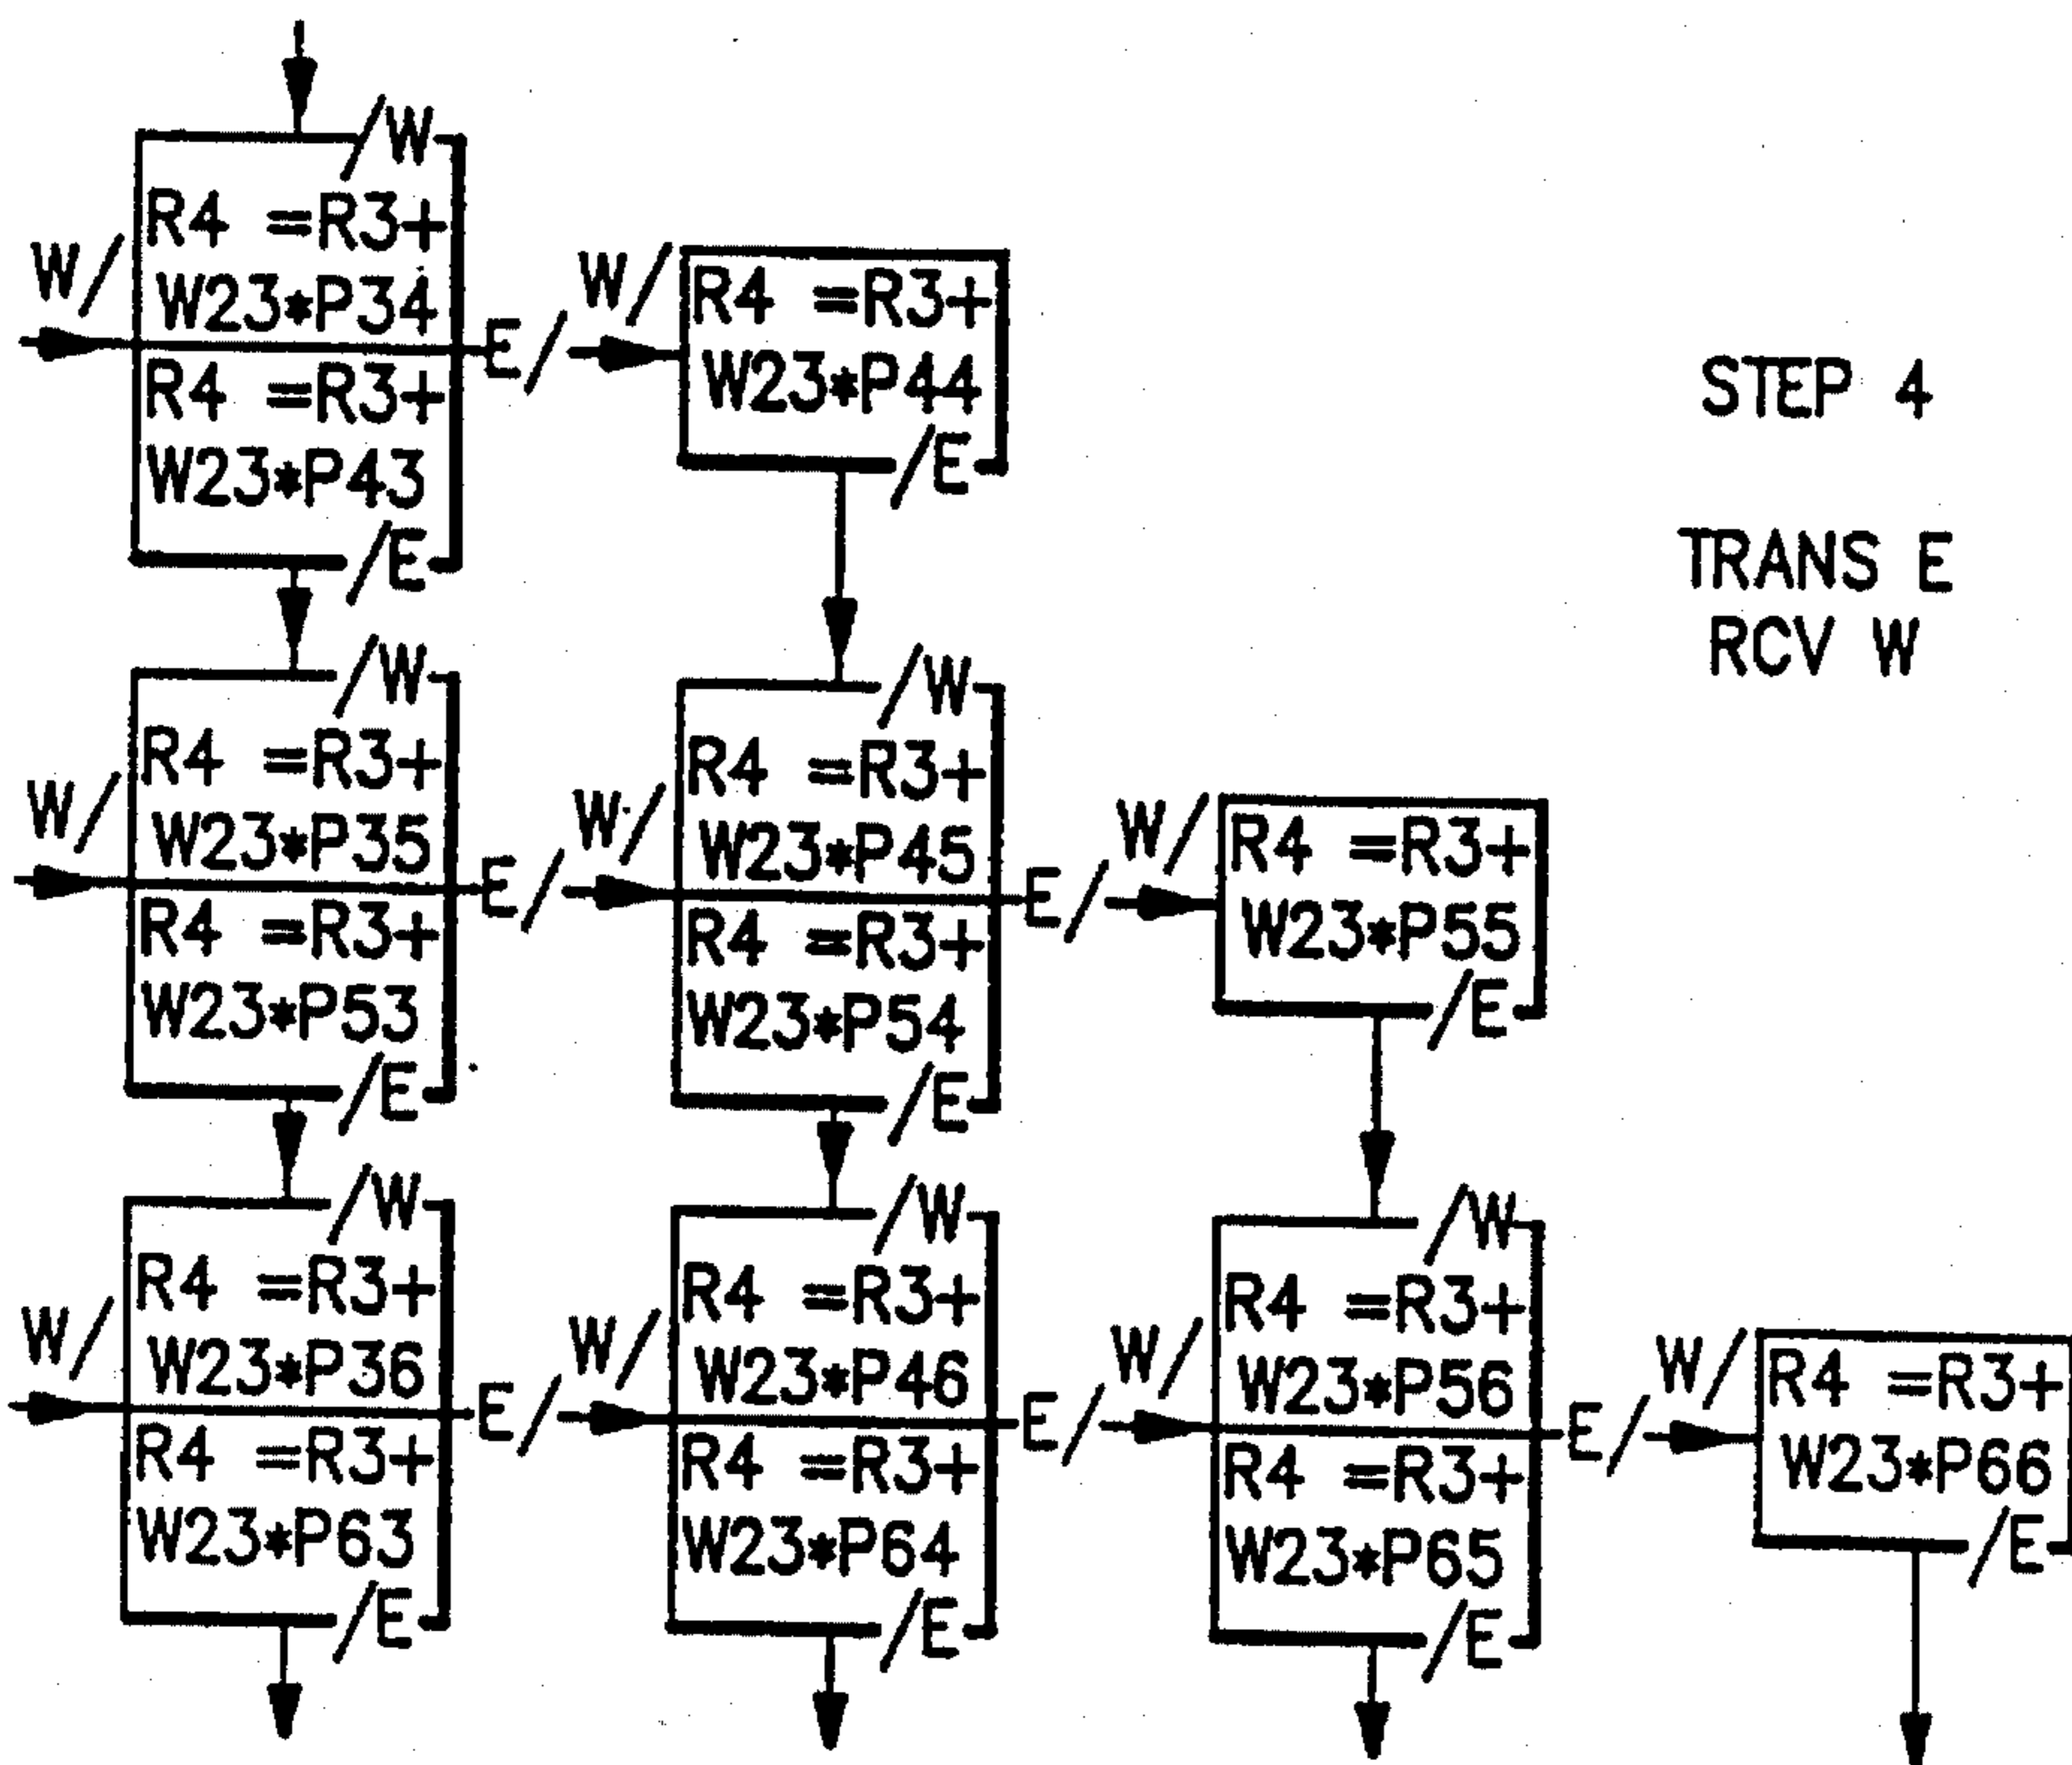 /W
R4 =R3+
W/
W23*P34
R4 =R3+
W23*P43
/E
E/
W/
R4 =R3+
W23*P44
/E
STEP 4
TRANS E
RCV W
/W
R4 =R3+
W/
W23*P35
R4 =R3+
W23*P53
/E
E/
/W
R4 =R3+
W/
W23*P45
R4 =R3+
W23*P54
/E
E/
W/
R4 =R3+
W23*P55
/E
/W
R4 =R3+
W/
W23*P36
R4 =R3+
W23*P63
/E
E/
/W
R4 =R3+
W/
W23*P46
R4 =R3+
W23*P64
/E
E/
/W
R4 =R3+
W/
W23*P56
R4 =R3+
W23*P65
/E
E/
W/
R4 =R3+
W23*P66
/E